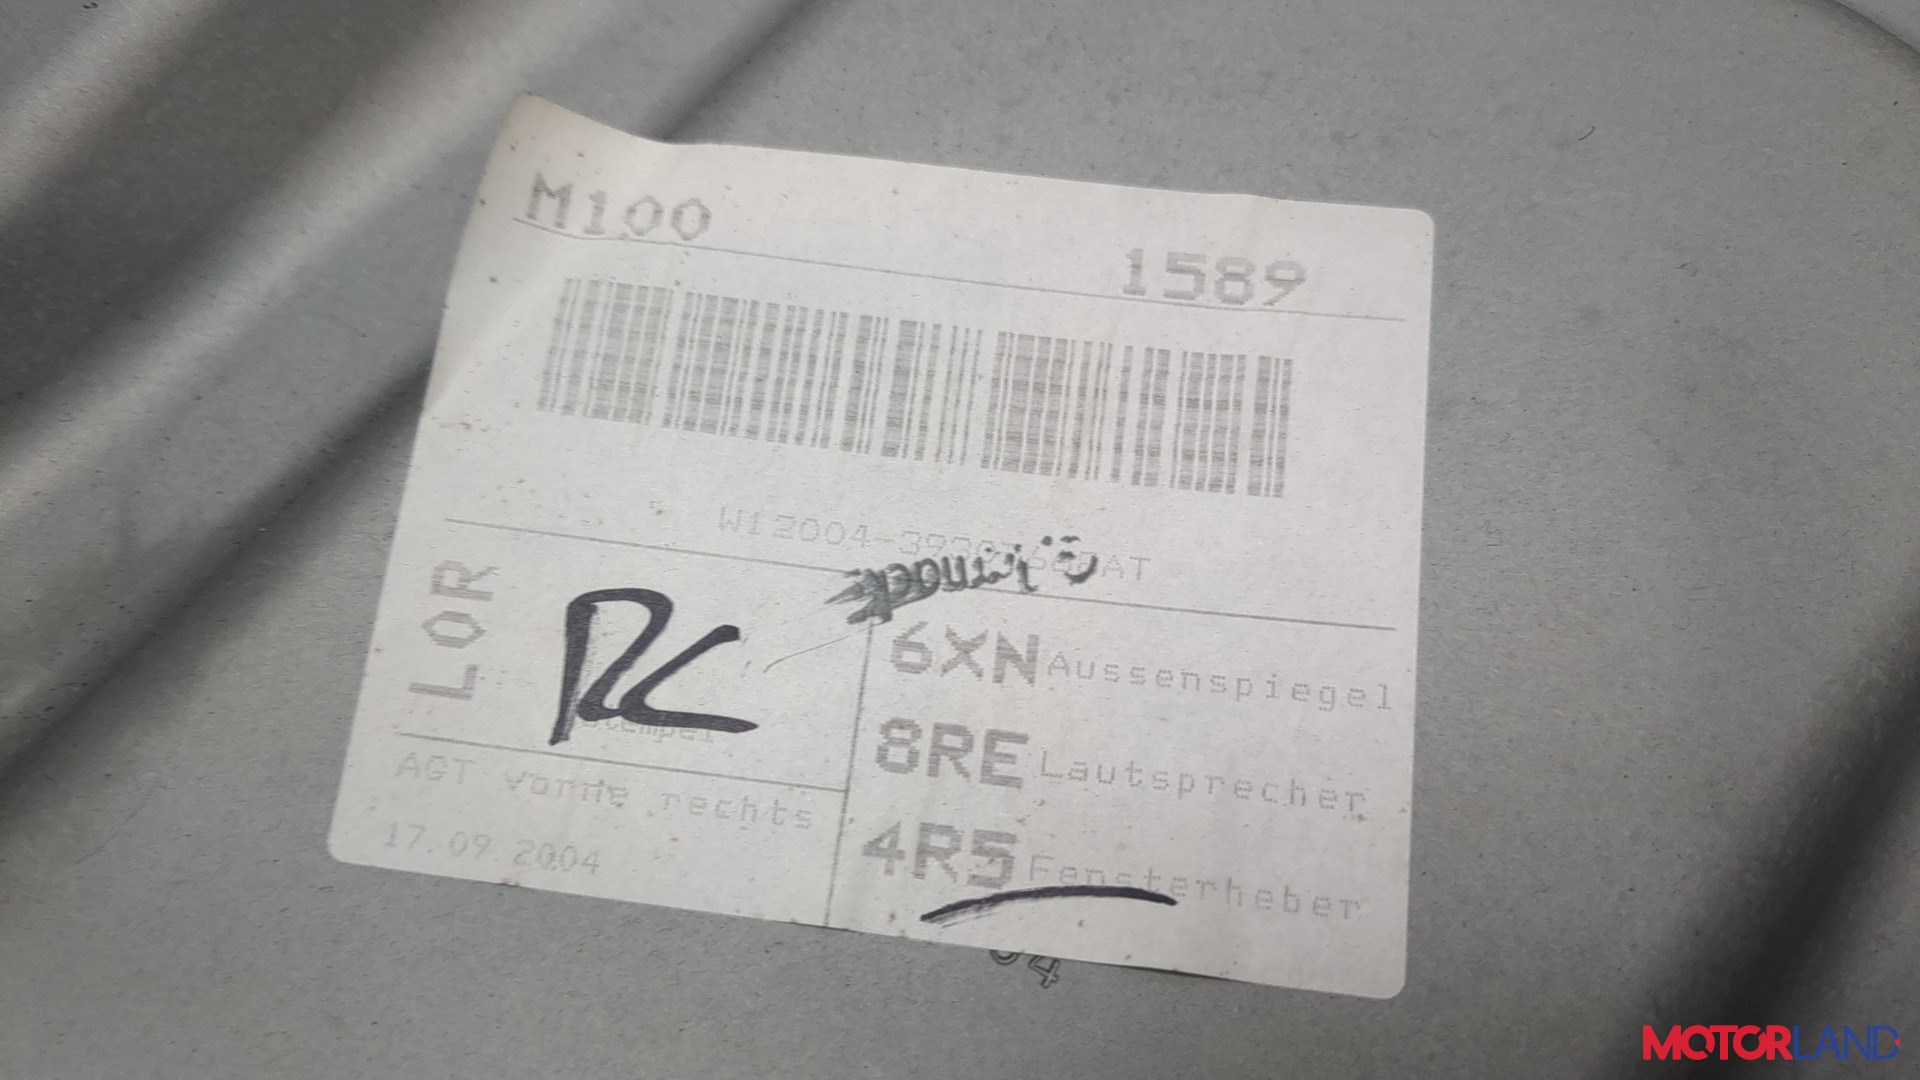 M100
1589
LOR
6XN Aussenspiegel
8RE Lautsprecher
AGT vorne rechts
4R5 Fensterheber
17.09.2004
MOTORLAND